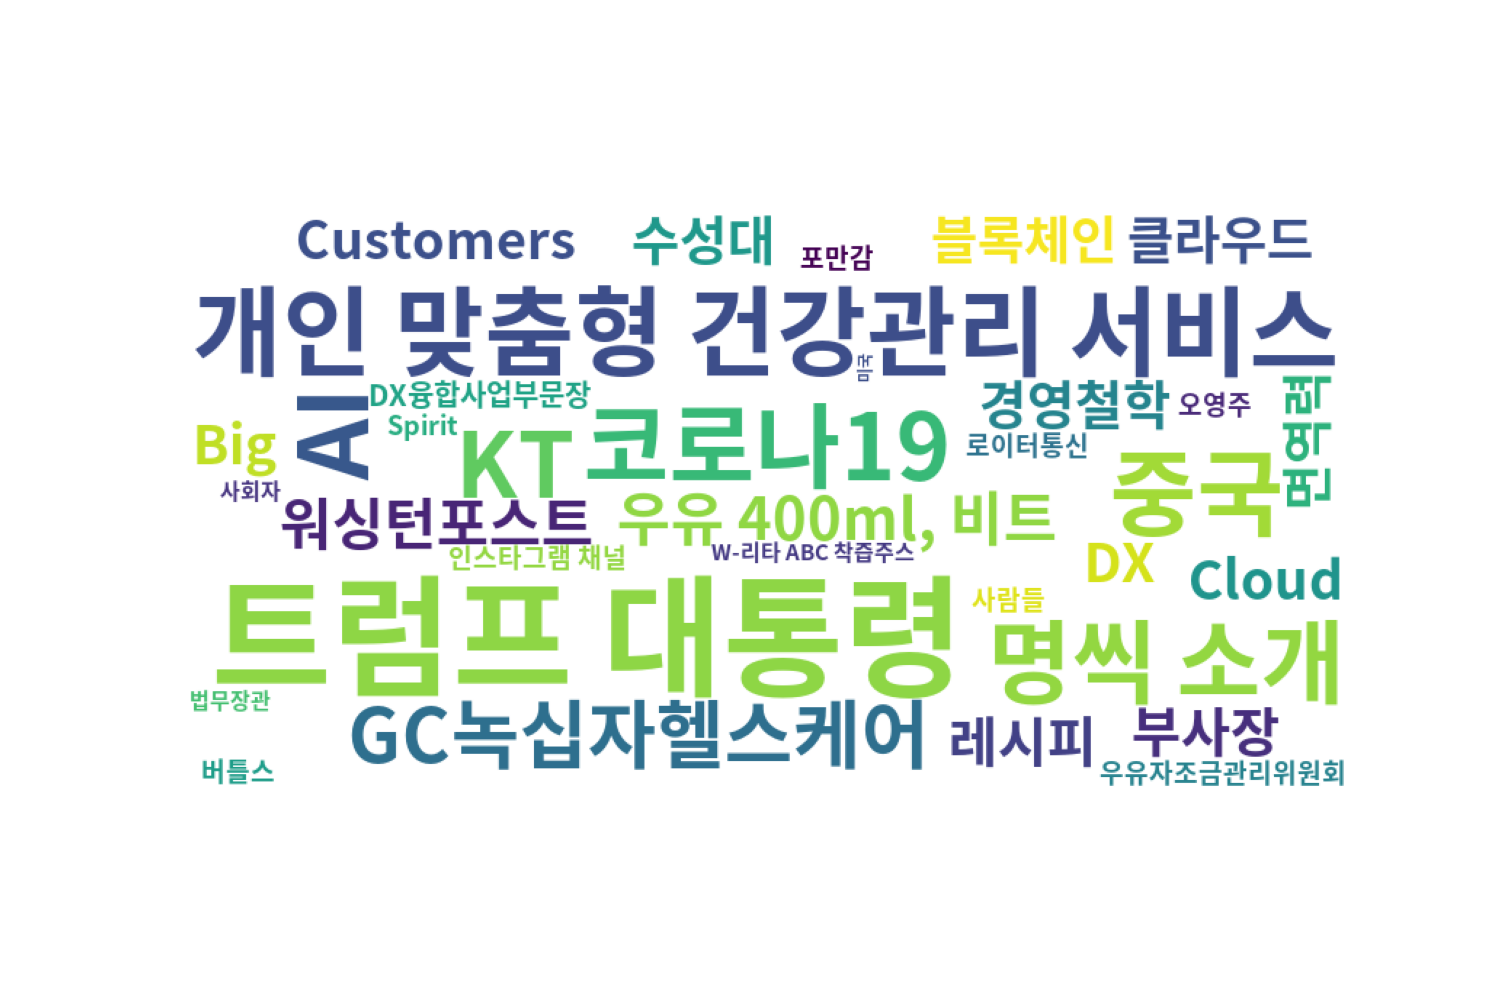 Customers
수성대
포만감
블록체인
클라우드
개인 맞춤형 건강관리 서비스
미국
AI
DX융합사업부문장
Spirit
Big
사회자
KT
코로나19
경영철학
오영주
로이터통신
면역력
중국
워싱턴포스트
우유 400ml, 비트
인스타그램 채널
W-리타 ABC 착즙주스
DX
Cloud
사람들
트럼프 대통령
명씩 소개
법무장관
GC녹십자헬스케어
레시피
부사장
버틀스
우유자조금관리위원회